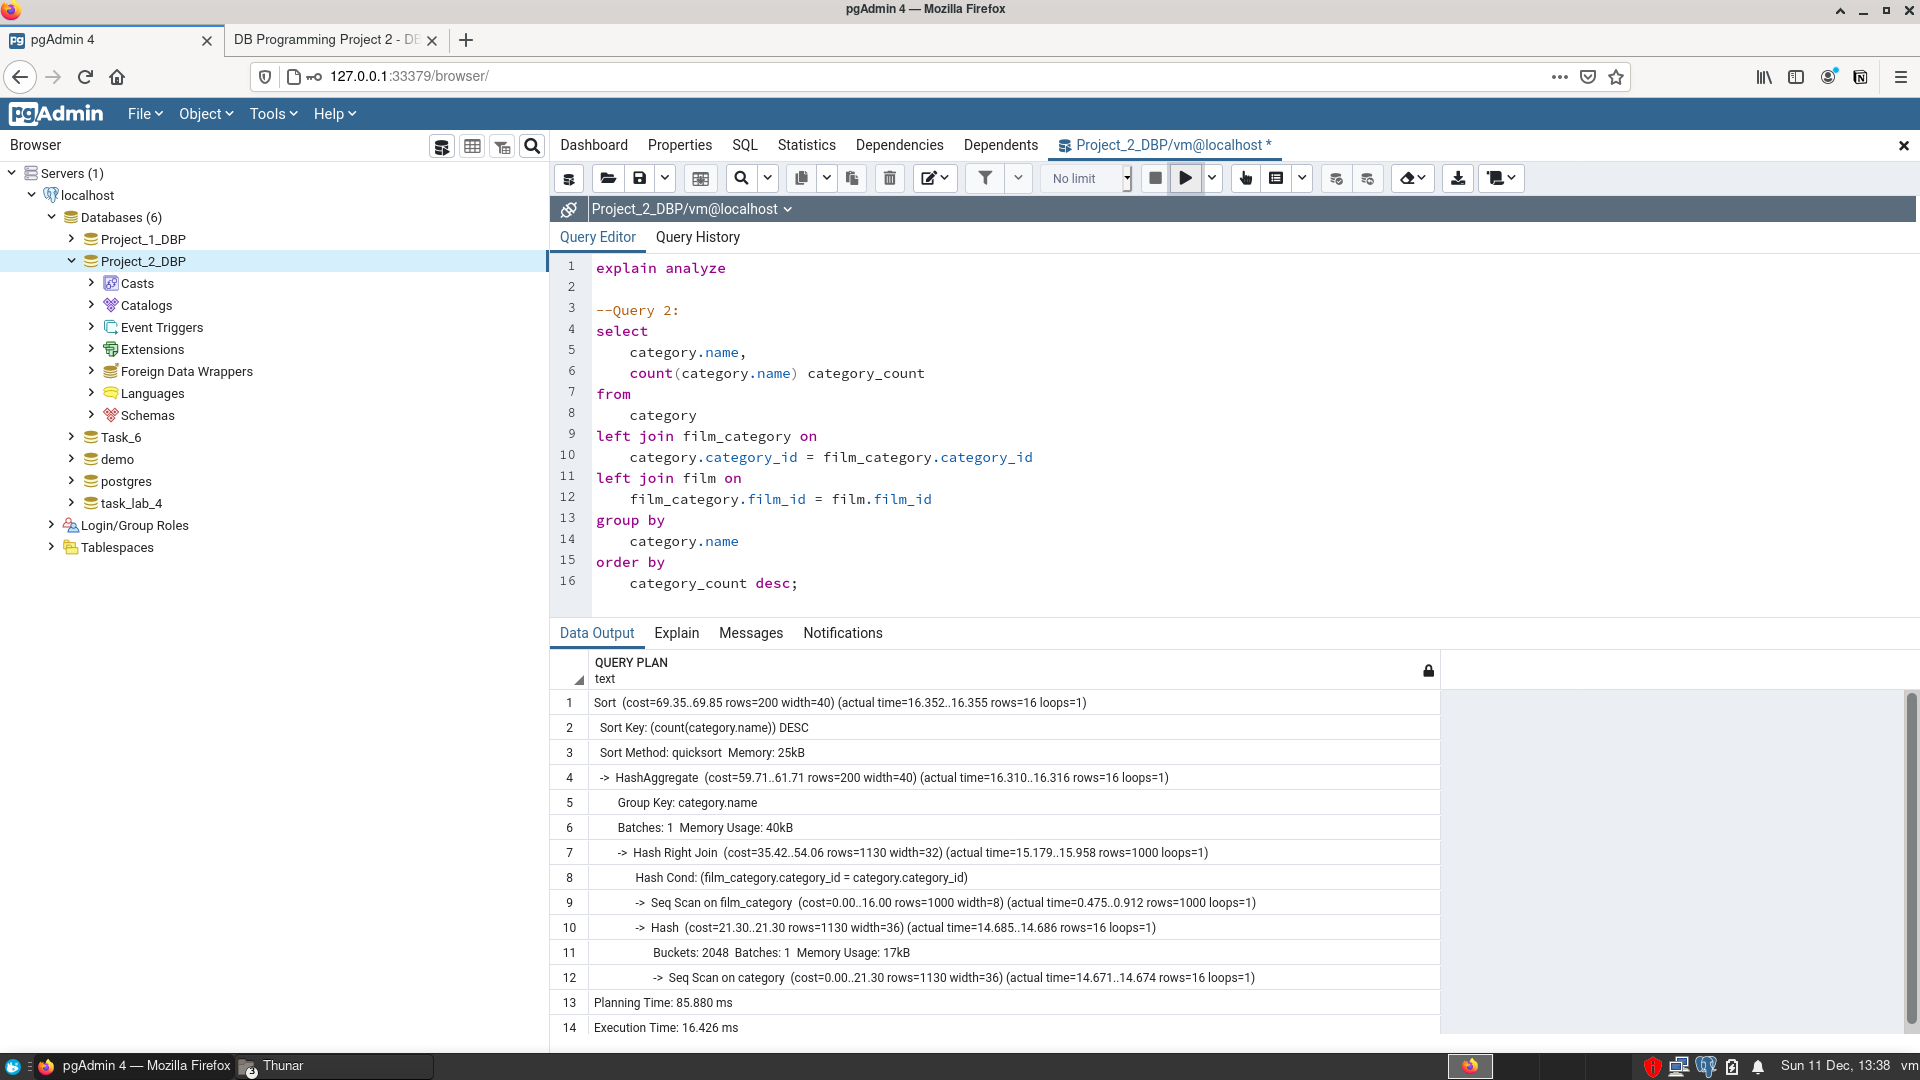 pgAdmin 4 — Mozilla Firefox
pgAdmin 4
DB Programming Project 2 - DB
127.0.0.1:33379/browser/
pgAdmin File Object Tools Help
Browser
Dashboard Properties SQL Statistics Dependencies Dependents Project_2_DBP/vm@localhost *
No limit
Project_2_DBP/vm@localhost
Query Editor Query History
Servers (1)
localhost
Databases (6)
Project_1_DBP
Project_2_DBP
Casts
Catalogs
Event Triggers
Extensions
Foreign Data Wrappers
Languages
Schemas
Task_6
demo
postgres
task_lab_4
Login/Group Roles
Tablespaces
1 explain analyze
2
3 --Query 2:
4 select
5 category.name,
6 count(category.name) category_count
7 from
8 category
9 left join film_category on
10 category.category_id = film_category.category_id
11 left join film on
12 film_category.film_id = film.film_id
13 group by
14 category.name
15 order by
16 category_count desc;
Data Output Explain Messages Notifications
QUERY PLAN
text
1 Sort (cost=69.35..69.85 rows=200 width=40) (actual time=16.352..16.355 rows=16 loops=1)
2 Sort Key: (count(category.name)) DESC
3 Sort Method: quicksort Memory: 25kB
4 -> HashAggregate (cost=59.71..61.71 rows=200 width=40) (actual time=16.310..16.316 rows=16 loops=1)
5 Group Key: category.name
6 Batches: 1 Memory Usage: 40kB
7 -> Hash Right Join (cost=35.42..54.06 rows=1130 width=32) (actual time=15.179..15.958 rows=1000 loops=1)
8 Hash Cond: (film_category.category_id = category.category_id)
9 -> Seq Scan on film_category (cost=0.00..16.00 rows=1000 width=8) (actual time=0.475..0.912 rows=1000 loops=1)
10 -> Hash (cost=21.30..21.30 rows=1130 width=36) (actual time=14.685..14.686 rows=16 loops=1)
11 Buckets: 2048 Batches: 1 Memory Usage: 17kB
12 -> Seq Scan on category (cost=0.00..21.30 rows=1130 width=36) (actual time=14.671..14.674 rows=16 loops=1)
13 Planning Time: 85.880 ms
14 Execution Time: 16.426 ms
pgAdmin 4 — Mozilla Firefox
3 Thunar
Sun 11 Dec, 13:38 vm